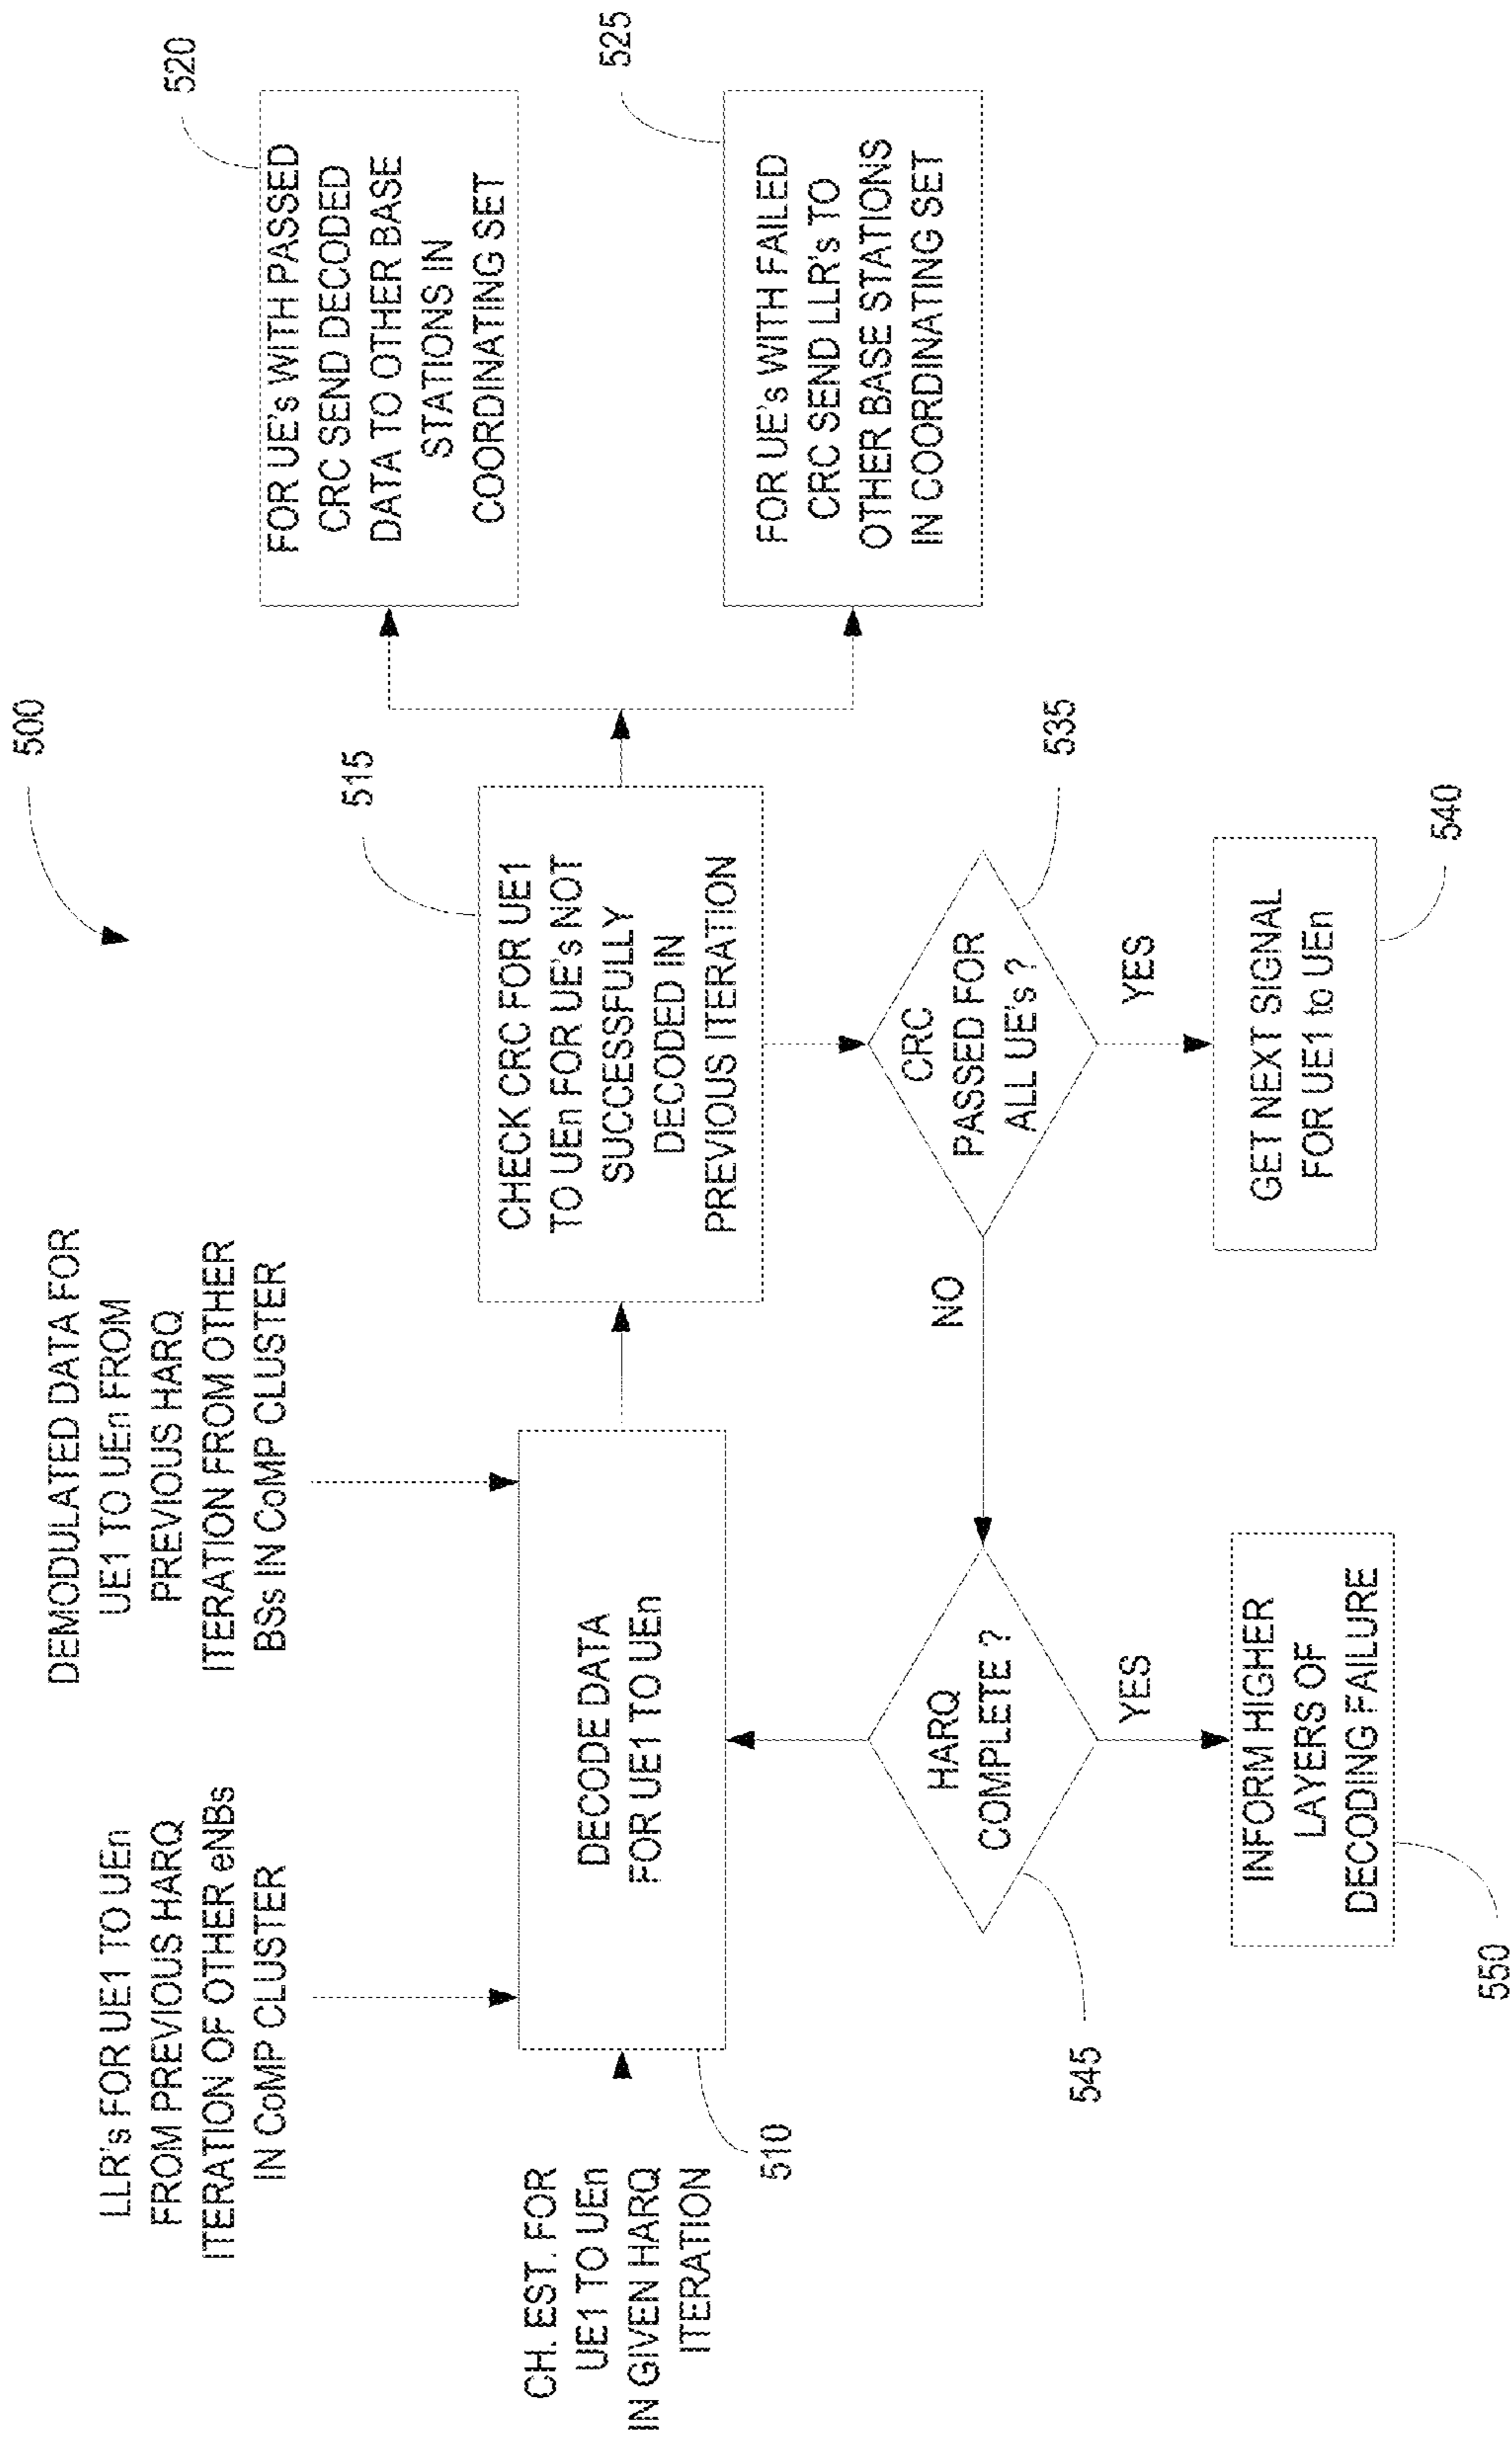 500
DEMODULATED DATA FOR
UE1 TO UEn FROM
PREVIOUS HARQ
ITERATION FROM OTHER
BSs IN CoMP CLUSTER
LLR's FOR UE1 TO UEn
FROM PREVIOUS HARQ
ITERATION OF OTHER eNBs
IN CoMP CLUSTER
CH. EST. FOR
UE1 TO UEn
IN GIVEN HARQ
ITERATION
510
DECODE DATA
FOR UE1 TO UEn
515
CHECK CRC FOR UE1
TO UEn FOR UE's NOT
SUCCESSFULLY
DECODED IN
PREVIOUS ITERATION
520
FOR UE's WITH PASSED
CRC SEND DECODED
DATA TO OTHER BASE
STATIONS IN
COORDINATING SET
525
FOR UE's WITH FAILED
CRC SEND LLR's TO
OTHER BASE STATIONS
IN COORDINATING SET
535
CRC
PASSED FOR
ALL UE's ?
YES
540
GET NEXT SIGNAL
FOR UE1 to UEn
NO
545
HARQ
COMPLETE ?
YES
550
INFORM HIGHER
LAYERS OF
DECODING FAILURE